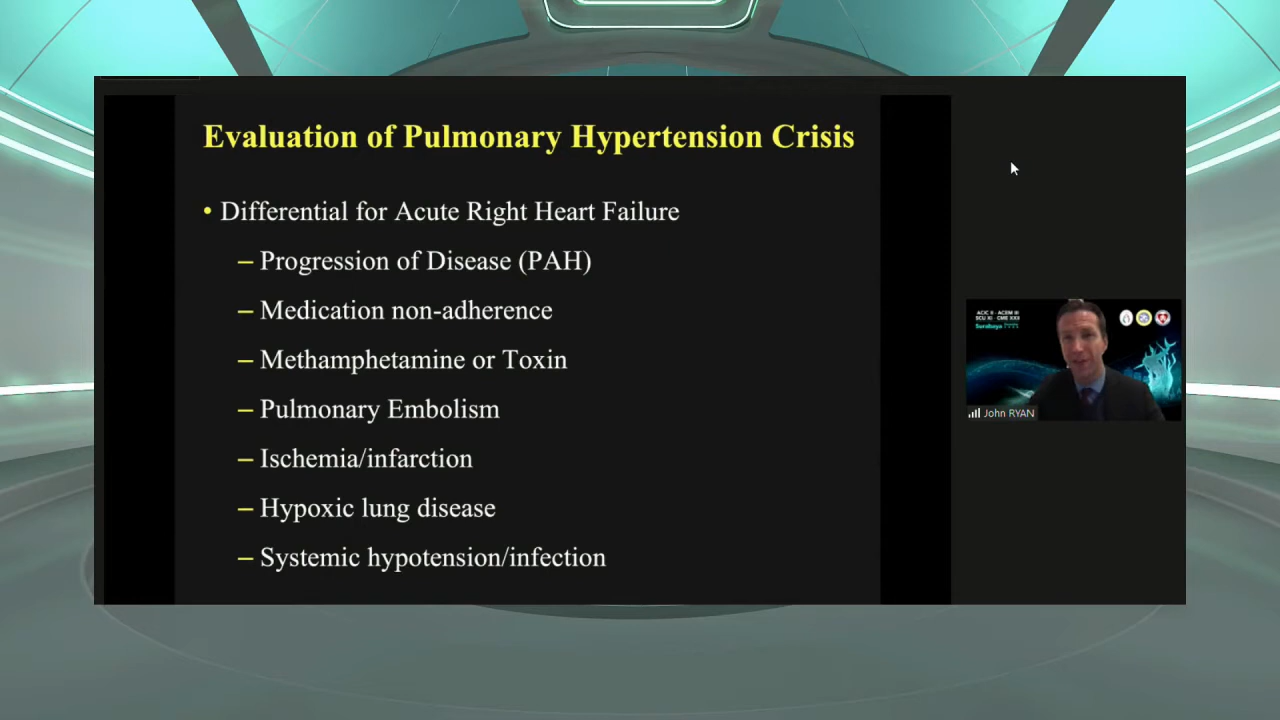 Evaluation of Pulmonary Hypertension Crisis
• Differential for Acute Right Heart Failure
– Progression of Disease (PAH)
– Medication non-adherence
– Methamphetamine or Toxin
– Pulmonary Embolism
– Ischemia/infarction
– Hypoxic lung disease
– Systemic hypotension/infection
John RYAN